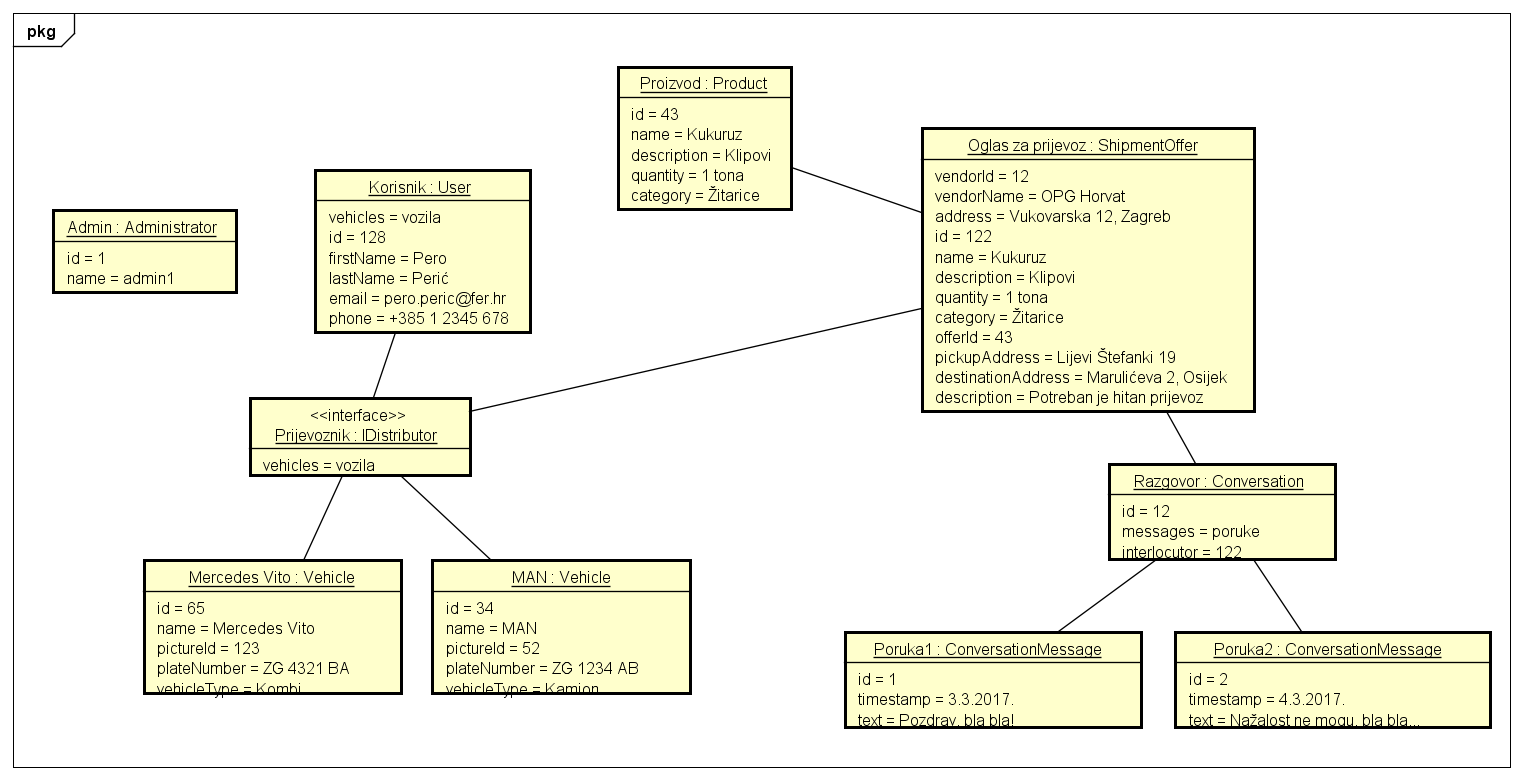 pkg
Proizvod : Product
id = 43
name = Kukuruz
description = Klipovi
quantity = 1 tona
category = Žitarice
Oglas za prijevoz : ShipmentOffer
vendorId = 12
vendorName = OPG Horvat
address = Vukovarska 12, Zagreb
id = 122
name = Kukuruz
description = Klipovi
quantity = 1 tona
category = Žitarice
offerId = 43
pickupAddress = Lijevi Štefanki 19
destinationAddress = Marulićeva 2, Osijek
description = Potreban je hitan prijevoz
Korisnik : User
vehicles = vozila
id = 128
firstName = Pero
lastName = Perić
email = pero.peric@fer.hr
phone = +385 1 2345 678
Admin : Administrator
id = 1
name = admin1
<<interface>>
Prijevoznik : IDistributor
vehicles = vozila
Razgovor : Conversation
id = 12
messages = poruke
interlocutor = 122
Mercedes Vito : Vehicle
id = 65
name = Mercedes Vito
pictureId = 123
plateNumber = ZG 4321 BA
vehicleType = Kombi
MAN : Vehicle
id = 34
name = MAN
pictureId = 52
plateNumber = ZG 1234 AB
vehicleType = Kamion
Poruka1 : ConversationMessage
id = 1
timestamp = 3.3.2017.
text = Pozdrav, bla bla!
Poruka2 : ConversationMessage
id = 2
timestamp = 4.3.2017.
text = Nažalost ne mogu, bla bla...